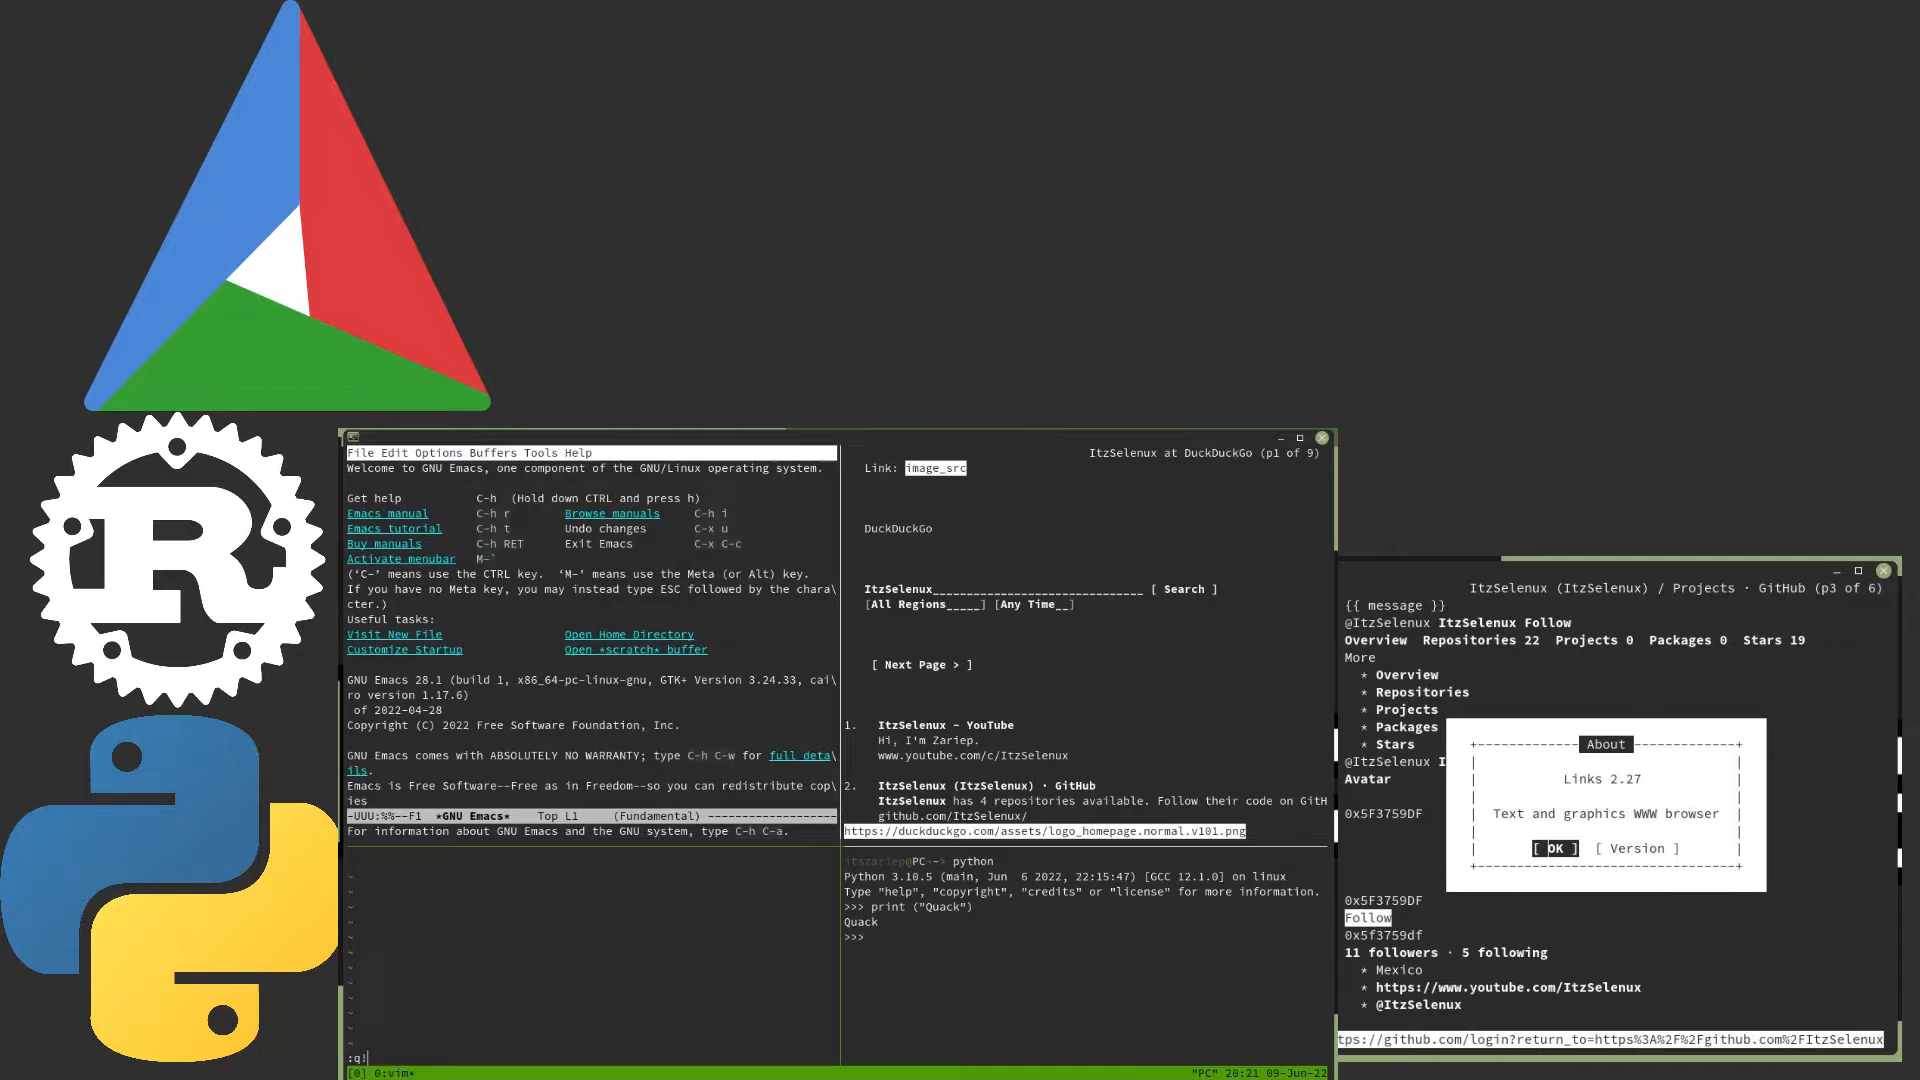 R
File Edit Options Buffers Tools Help
Welcome to GNU Emacs, one component of the GNU/Linux operating system.
Get help C-h (Hold down CTRL and press h)
Emacs manual C-h r Browse manuals C-h i
Emacs tutorial C-h t Undo changes C-x u
Buy manuals C-h RET Exit Emacs C-x C-c
Activate menubar M-`
(‘C-’ means use the CTRL key. ‘M-’ means use the Meta (or Alt) key.
If you have no Meta key, you may instead type ESC followed by the chara\
cter.)
Useful tasks:
Visit New File Open Home Directory
Customize Startup Open *scratch* buffer
GNU Emacs 28.1 (build 1, x86_64-pc-linux-gnu, GTK+ Version 3.24.33, cai\
ro version 1.17.6)
of 2022-04-28
Copyright (C) 2022 Free Software Foundation, Inc.
GNU Emacs comes with ABSOLUTELY NO WARRANTY; type C-h C-w for full deta\
ils.
Emacs is Free Software--Free as in Freedom--so you can redistribute cop\
ies
-UUU:%%--F1 *GNU Emacs* Top L1 (Fundamental) -------------------
For information about GNU Emacs and the GNU system, type C-h C-a.
ItzSelenux at DuckDuckGo (p1 of 9)
Link: image_src
DuckDuckGo
ItzSelenux_______________________________ [ Search ]
[All Regions_____] [Any Time__]
[ Next Page > ]
1. ItzSelenux - YouTube
Hi, I'm Zariep.
www.youtube.com/c/ItzSelenux
2. ItzSelenux (ItzSelenux) · GitHub
ItzSelenux has 4 repositories available. Follow their code on GitH
github.com/ItzSelenux/
https://duckduckgo.com/assets/logo_homepage.normal.v101.png
~
~
~
~
~
~
~
~
~
~
~
:q!
itszariep@PC~~> python
Python 3.10.5 (main, Jun  6 2022, 22:15:47) [GCC 12.1.0] on linux
Type "help", "copyright", "credits" or "license" for more information.
>>> print ("Quack")
Quack
>>>
[0] 0:vim* "PC" 20:21 09-Jun-22
ItzSelenux (ItzSelenux) / Projects · GitHub (p3 of 6)
{{ message }}
@ItzSelenux ItzSelenux Follow
Overview Repositories 22 Projects 0 Packages 0 Stars 19
More
* Overview
* Repositories
* Projects
* Packages
* Stars
@ItzSelenux I
Avatar
0x5F3759DF
About
Links 2.27
Text and graphics WWW browser
[ OK ] [ Version ]
0x5F3759DF
Follow
0x5f3759df
11 followers · 5 following
* Mexico
* https://www.youtube.com/ItzSelenux
* @ItzSelenux
tps://github.com/login?return_to=https%3A%2F%2Fgithub.com%2FItzSelenux